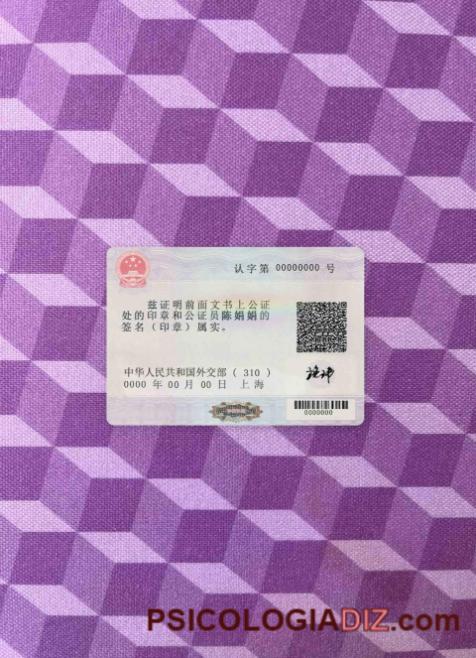 认字第 00000000 号
兹证明前面文书上公证
处的印章和公证员陈娟娟的
签名（印章）属实。
中华人民共和国外交部（310）
0000 年 00 月 00 日 上海
0000000
PSICOLOGIADIZ.com